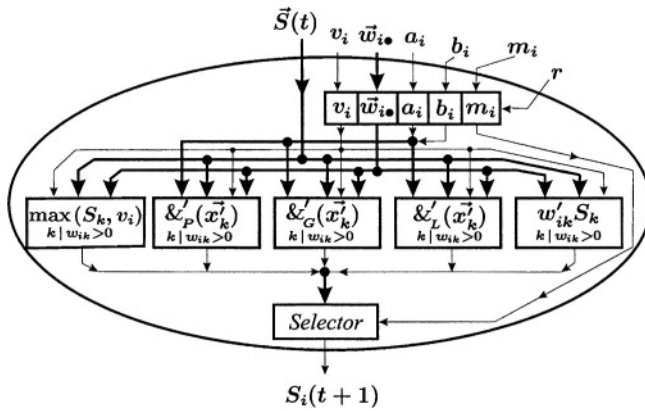 S⃗(t) v_i w⃗_i• a_i b_i m_i r
v_i w⃗_i• a_i b_i m_i
max (S_k, v_i) &'_P(x⃗'_k) &'_G(x⃗'_k) &'_L(x⃗'_k) w'_ik S_k
k | w_ik>0 k | w_ik>0 k | w_ik>0 k | w_ik>0 k | w_ik>0
Selector
S_i(t+1)